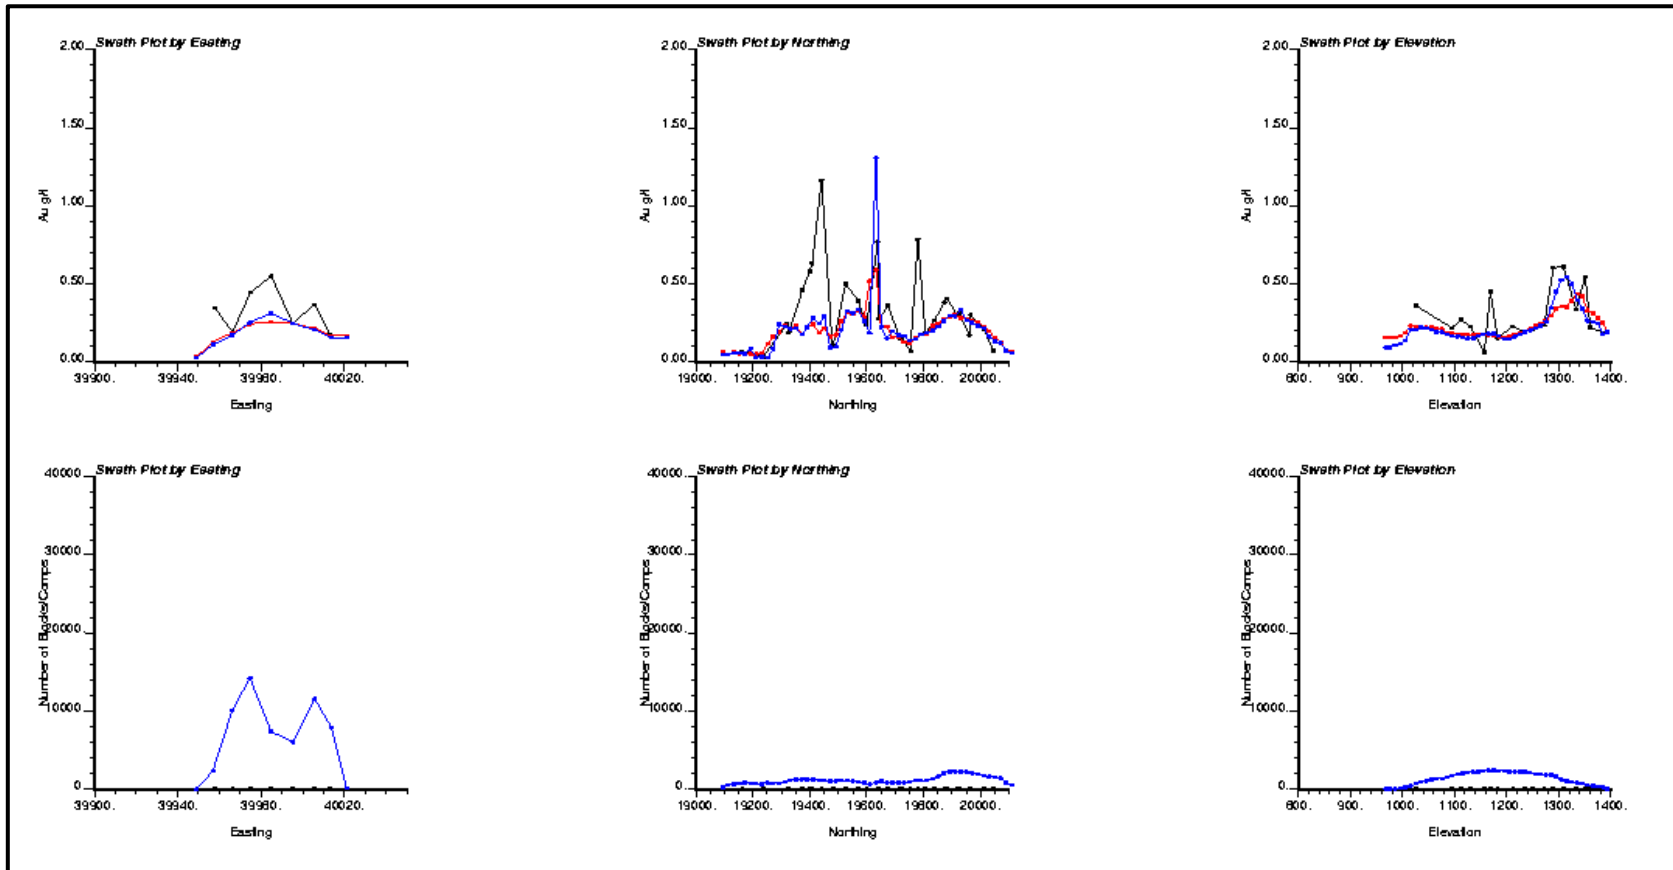 Swath Plot by Easting
2.00
1.50
1.00
0.50
0.00
Au g/t
39900. 39940. 39980. 40020.
Easting
Swath Plot by Northing
2.00
1.50
1.00
0.50
0.00
Au g/t
19000. 19200. 19400. 19600. 19800. 20000.
Northing
Swath Plot by Elevation
2.00
1.50
1.00
0.50
0.00
Au g/t
800. 900. 1000. 1100. 1200. 1300. 1400.
Elevation
Swath Plot by Easting
40000.
30000.
20000.
10000.
0.
Number of Blocks/Comps
39900. 39940. 39980. 40020.
Easting
Swath Plot by Northing
40000.
30000.
20000.
10000.
0.
Number of Blocks/Comps
19000. 19200. 19400. 19600. 19800. 20000.
Northing
Swath Plot by Elevation
40000.
30000.
20000.
10000.
0.
Number of Blocks/Comps
800. 900. 1000. 1100. 1200. 1300. 1400.
Elevation